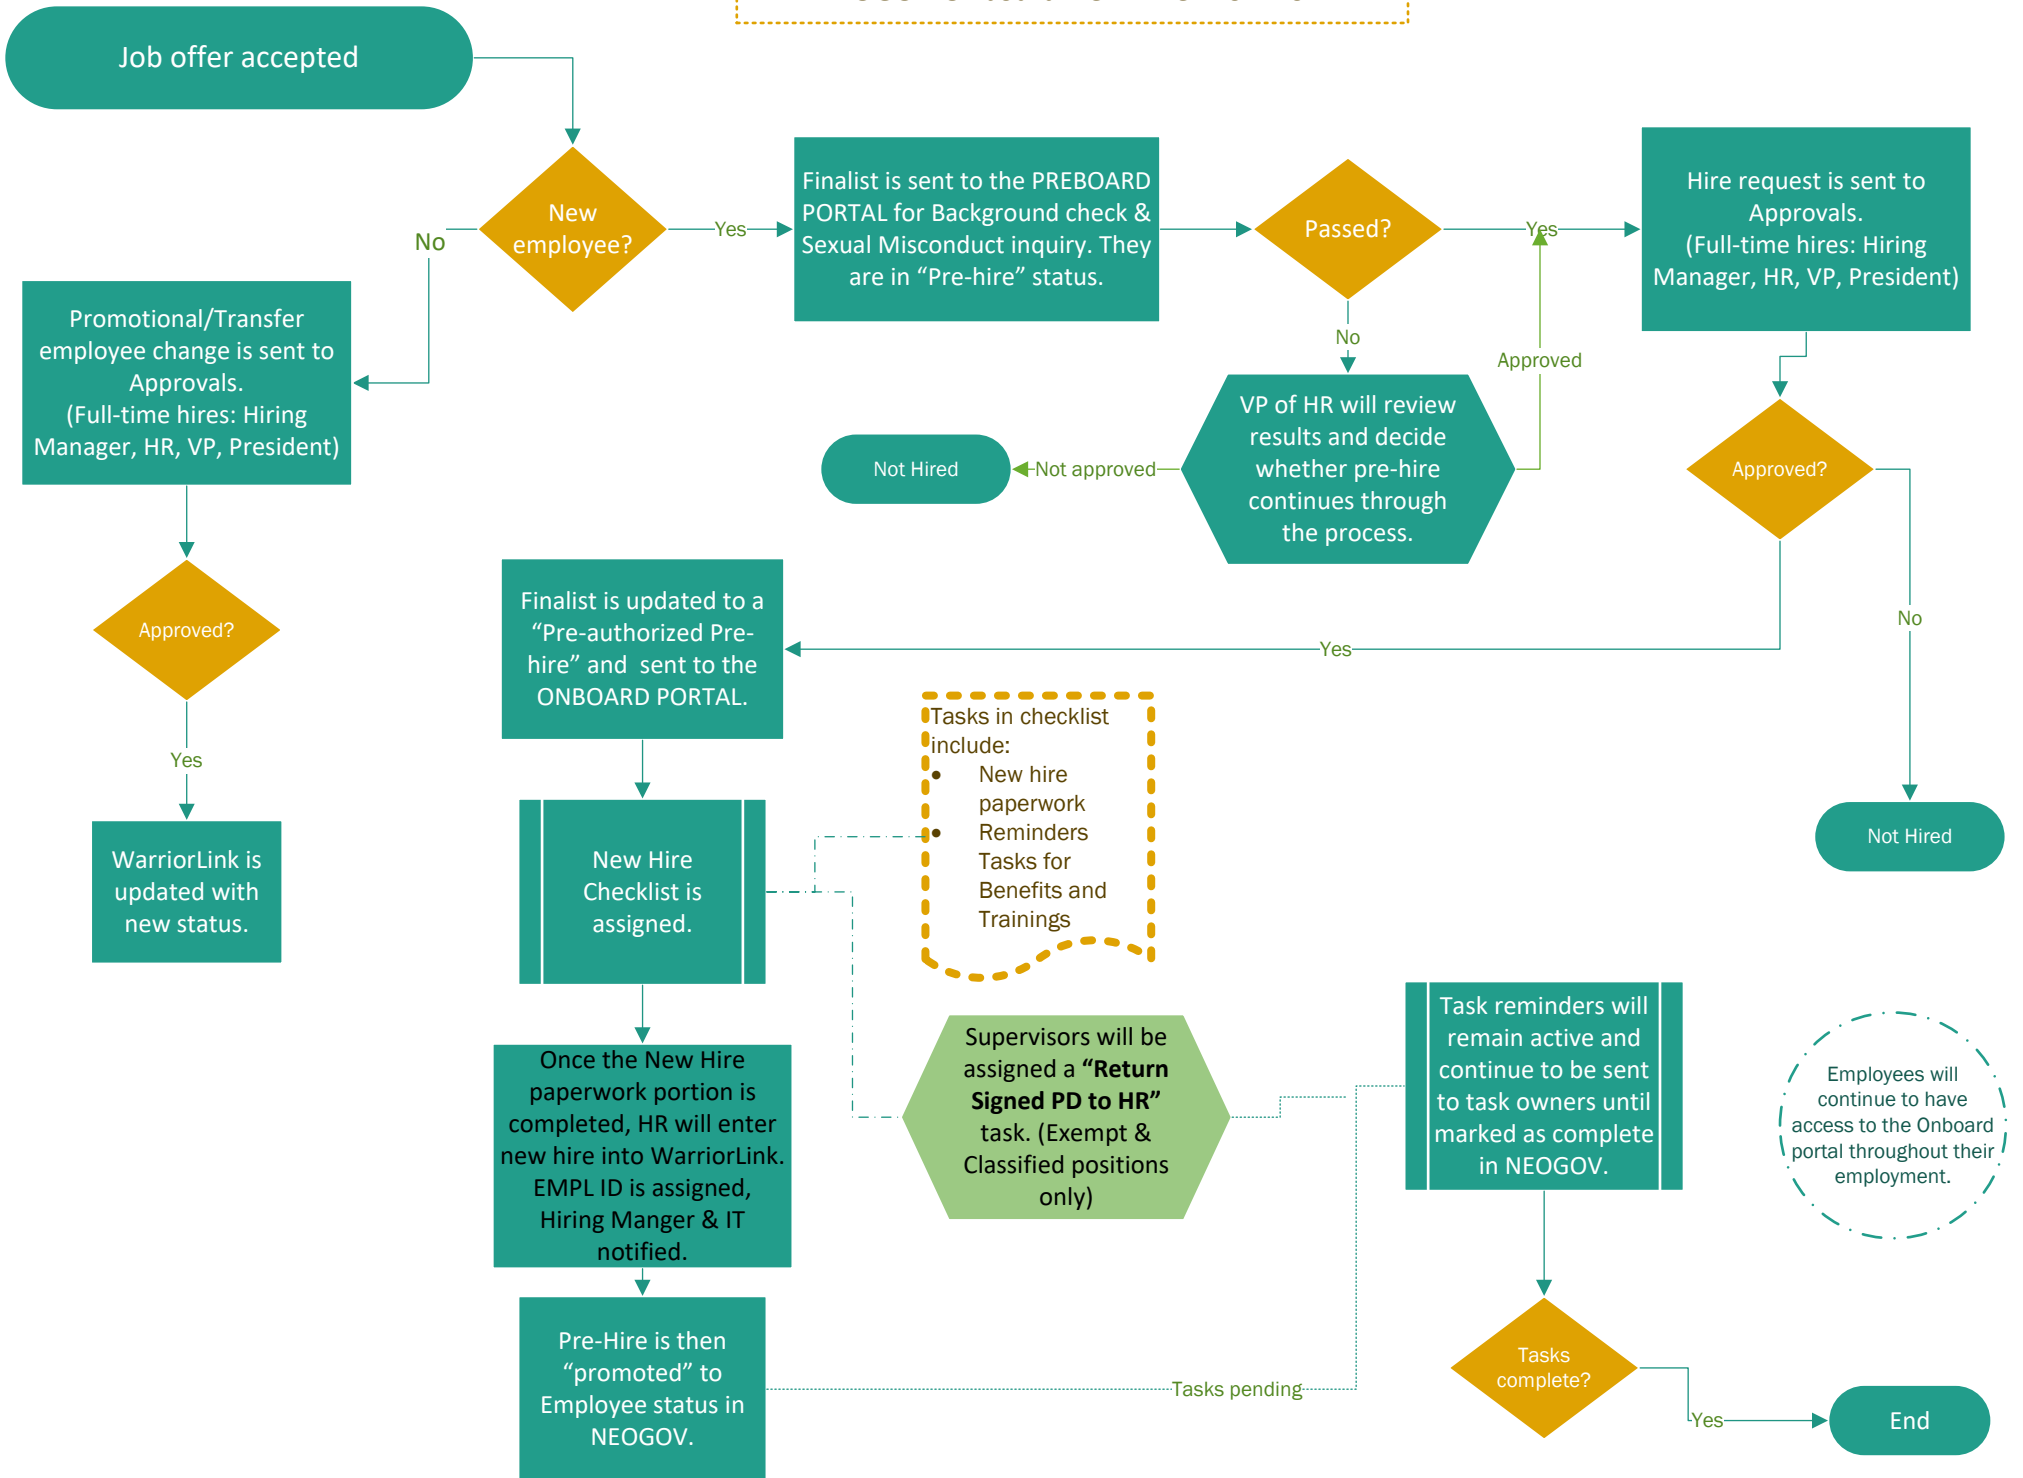 Job offer accepted
New
employee?
No
Yes
Finalist is sent to the PREBOARD
PORTAL for Background check &
Sexual Misconduct inquiry. They
are in “Pre-hire” status.
Passed?
Yes
No
Approved
Hire request is sent to
Approvals.
(Full-time hires: Hiring
Manager, HR, VP, President)
Promotional/Transfer
employee change is sent to
Approvals.
(Full-time hires: Hiring
Manager, HR, VP, President)
VP of HR will review
results and decide
whether pre-hire
continues through
the process.
Not approved
Not Hired
Approved?
No
Yes
Not Hired
Approved?
Yes
WarriorLink is
updated with
new status.
Finalist is updated to a
“Pre-authorized Pre-
hire” and  sent to the
ONBOARD PORTAL.
New Hire
Checklist is
assigned.
Tasks in checklist
include:
• New hire
paperwork
• Reminders
Tasks for
Benefits and
Trainings
Once the New Hire
paperwork portion is
completed, HR will enter
new hire into WarriorLink.
EMPL ID is assigned,
Hiring Manger & IT
notified.
Supervisors will be
assigned a “Return
Signed PD to HR”
task. (Exempt &
Classified positions
only)
Task reminders will
remain active and
continue to be sent
to task owners until
marked as complete
in NEOGOV.
Employees will
continue to have
access to the Onboard
portal throughout their
employment.
Pre-Hire is then
“promoted” to
Employee status in
NEOGOV.
Tasks pending
Tasks
complete?
Yes
End